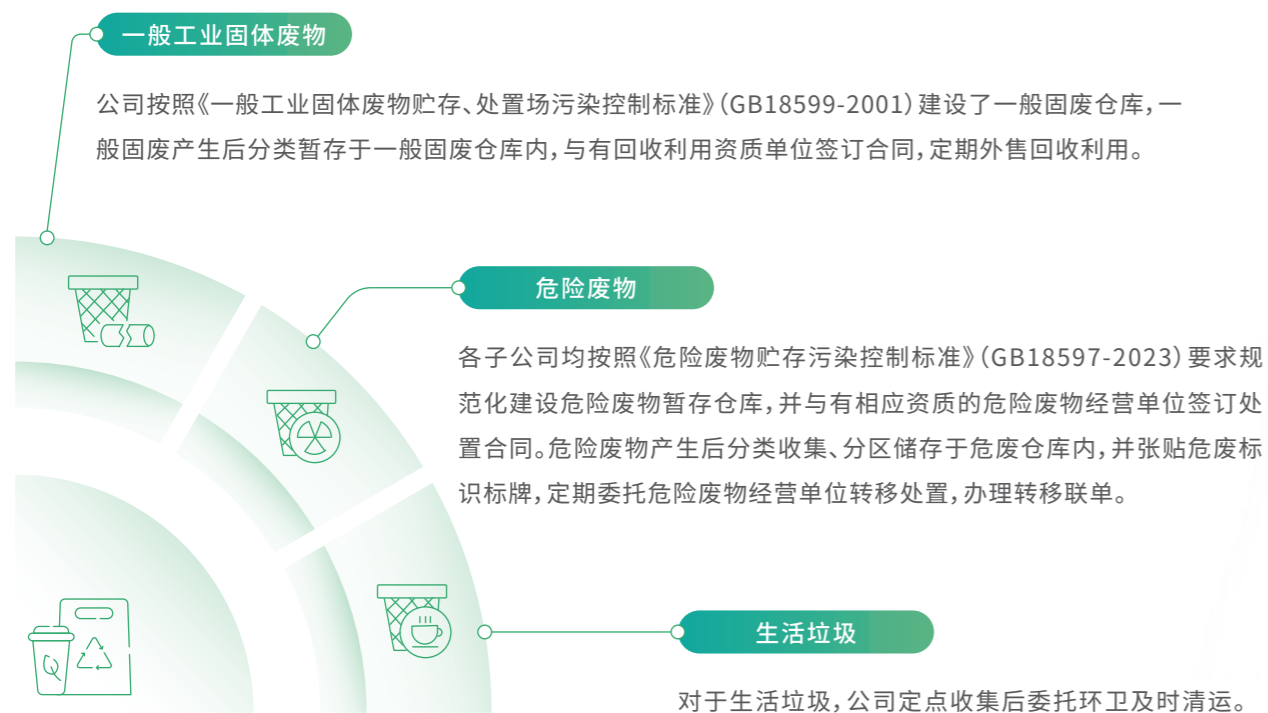 一般工业固体废物
公司按照《一般工业固体废物贮存、处置场污染控制标准》（GB18599-2001）建设了一般固废仓库，一
般固废产生后分类暂存于一般固废仓库内，与有回收利用资质单位签订合同，定期外售回收利用。
危险废物
各子公司均按照《危险废物贮存污染控制标准》（GB18597-2023）要求规
范化建设危险废物暂存仓库，并与有相应资质的危险废物经营单位签订处
置合同。危险废物产生后分类收集、分区储存于危废仓库内，并张贴危废标
识标牌，定期委托危险废物经营单位转移处置，办理转移联单。
生活垃圾
对于生活垃圾，公司定点收集后委托环卫及时清运。